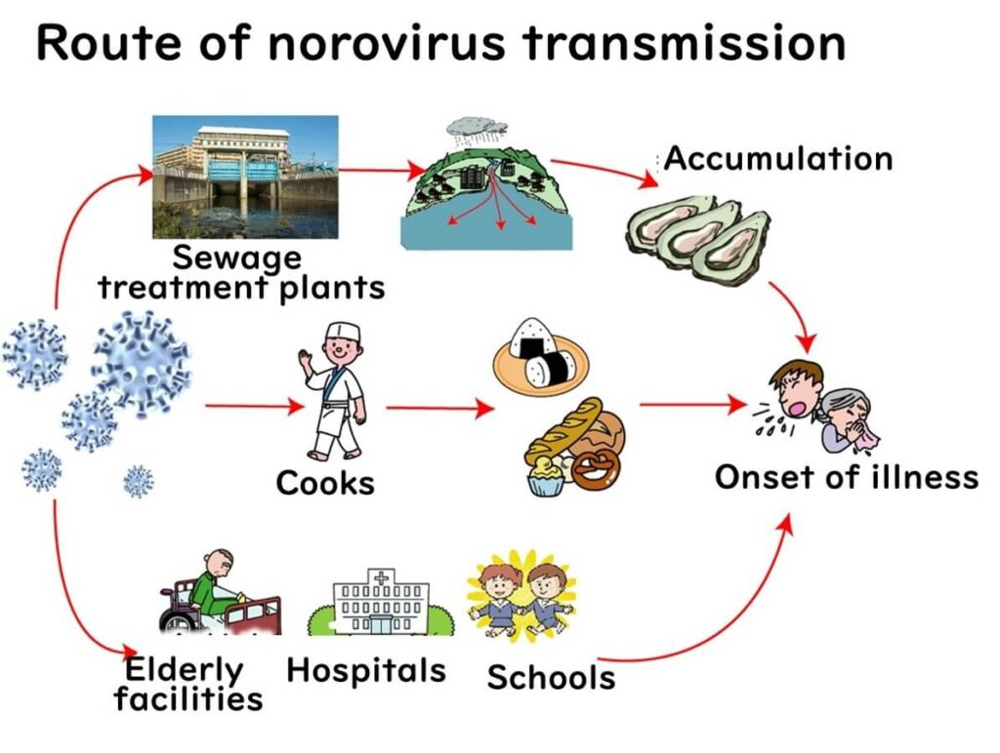 Route of norovirus transmission
Accumulation
Sewage
treatment plants
Cooks
Onset of illness
Elderly
facilities
Hospitals
Schools